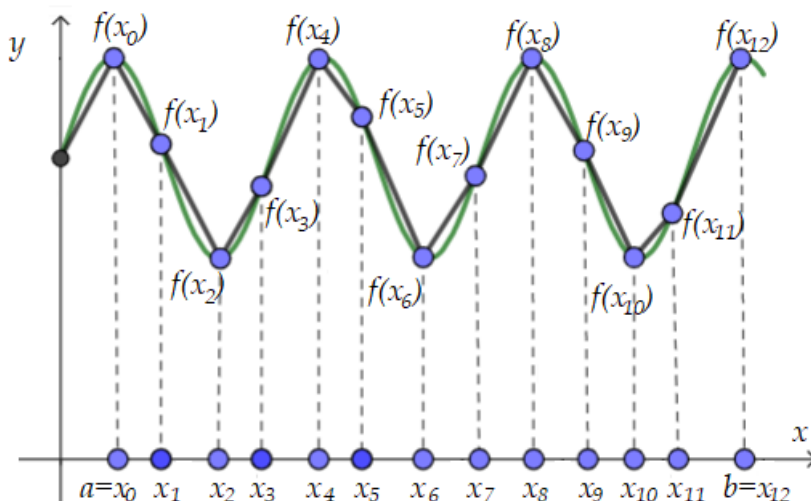 y
f(x₀)
f(x₄)
f(x₈)
f(x₁₂)
f(x₁)
f(x₅)
f(x₇)
f(x₉)
f(x₃)
f(x₁₁)
f(x₂)
f(x₆)
f(x₁₀)
x
a=x₀ x₁ x₂ x₃ x₄ x₅ x₆ x₇ x₈ x₉ x₁₀ x₁₁ b=x₁₂